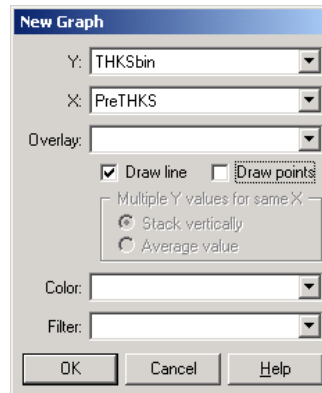 New Graph
Y: THKSbin
X: PreTHKS
Overlay:
Draw line Draw points
Multiple Y values for same X
Stack vertically
Average value
Color:
Filter:
OK Cancel Help